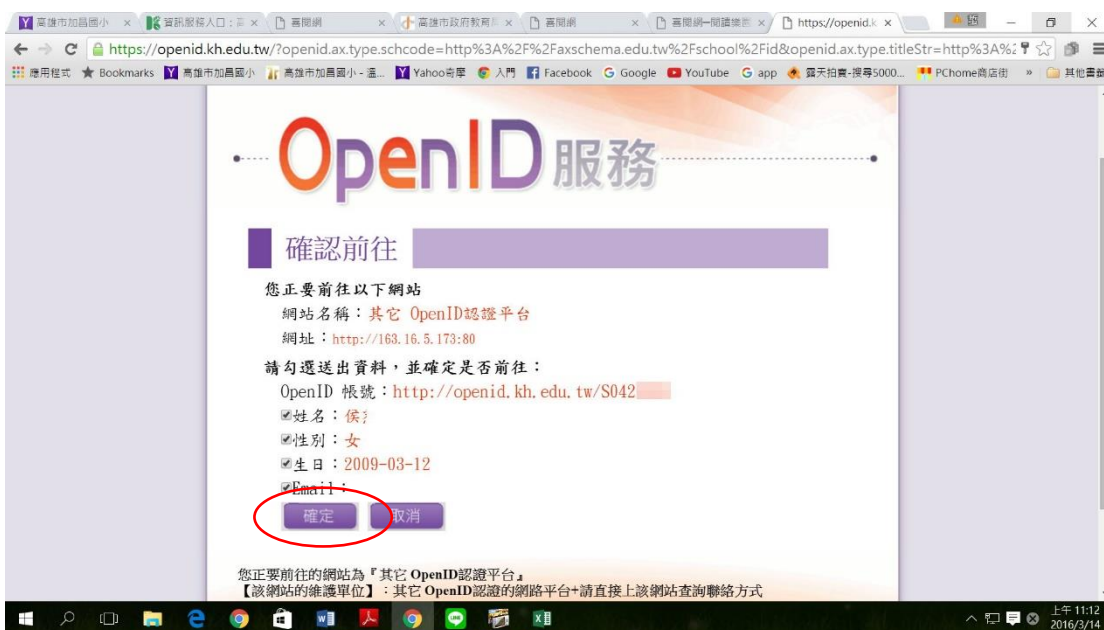 高雄市加昌國小
資訊服務入口：高
喜閱網
高雄市政府教育局
喜閱網
喜閱網─閱讀樂
https://openid.k
https://openid.kh.edu.tw/?openid.ax.type.schcode=http%3A%2F%2Faxschema.edu.tw%2Fschool%2Fid&openid.ax.type.titleStr=http%3A%2
應用程式 Bookmarks 高雄市加昌國小 高雄市加昌國小 - 溫... Yahoo奇摩 入門 Facebook Google YouTube app 露天拍賣-搜尋5000... PChome商店街 » 其他書籤
OpenID 服務
確認前往
您正要前往以下網站
網站名稱：其它 OpenID認證平台
網址：http://163.16.5.173:80
請勾選送出資料，並確定是否前往：
OpenID 帳號：http://openid.kh.edu.tw/S042
姓名：侯
性別：女
生日：2009-03-12
Email：
確定 取消
您正要前往的網站為『其它 OpenID認證平台』
【該網站的維護單位】：其它 OpenID認證的網路平台+請直接上該網站查詢聯絡方式
上午 11:12
2016/3/14